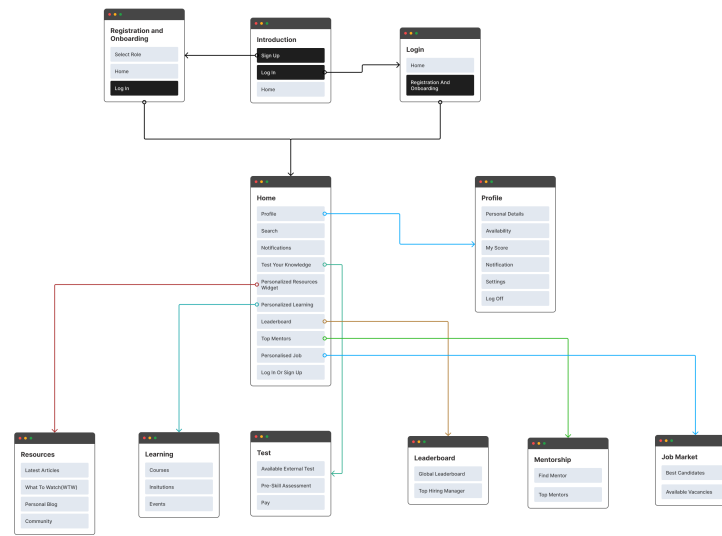 Registration and
Onboarding
Select Role
Home
Log In
Introduction
Sign Up
Log In
Home
Login
Home
Registration And
Onboarding
Home
Profile
Search
Notifications
Test Your Knowledge
Personalized Resources
Widget
Personalized Learning
Leaderboard
Top Mentors
Personalised Job
Log In Or Sign Up
Profile
Personal Details
Availability
My Score
Notification
Settings
Log Off
Resources
Latest Articles
What To Watch(WTW)
Personal Blog
Community
Learning
Courses
Insitutions
Events
Test
Available External Test
Pre-Skill Assessment
Pay
Leaderboard
Global Leaderboard
Top Hiring Manager
Mentorship
Find Mentor
Top Mentors
Job Market
Best Candidates
Available Vacancies